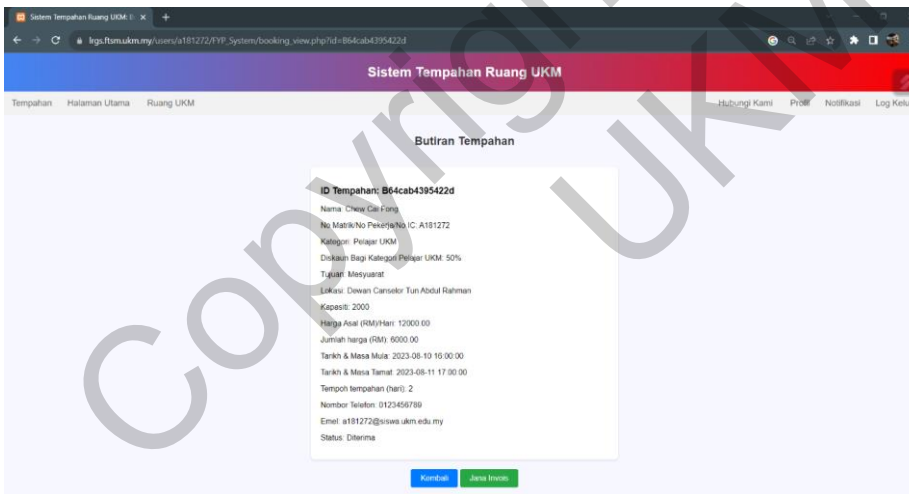 Sistem Tempahan Ruang UKM:
lrgs.ftsm.ukm.my/users/a181272/FYP_System/booking_view.php?id=B64cab4395422d
Sistem Tempahan Ruang UKM
Tempahan Halaman Utama Ruang UKM Hubungi Kami Profil Notifikasi Log Kelu
Butiran Tempahan
ID Tempahan: B64cab4395422d
Nama: Chew Cai Fong
No Matrik/No Pekerja/No IC: A181272
Kategori: Pelajar UKM
Diskaun Bagi Kategori Pelajar UKM: 50%
Tujuan: Mesyuarat
Lokasi: Dewan Canselor Tun Abdul Rahman
Kapasiti: 2000
Harga Asal (RM)/Hari: 12000.00
Jumlah harga (RM): 6000.00
Tarikh & Masa Mula: 2023-08-10 16:00:00
Tarikh & Masa Tamat: 2023-08-11 17:00:00
Tempoh tempahan (hari): 2
Nombor Telefon: 0123456789
Emel: a181272@siswa.ukm.edu.my
Status: Diterima
Kembali Jana Invois
Copyright
UKM